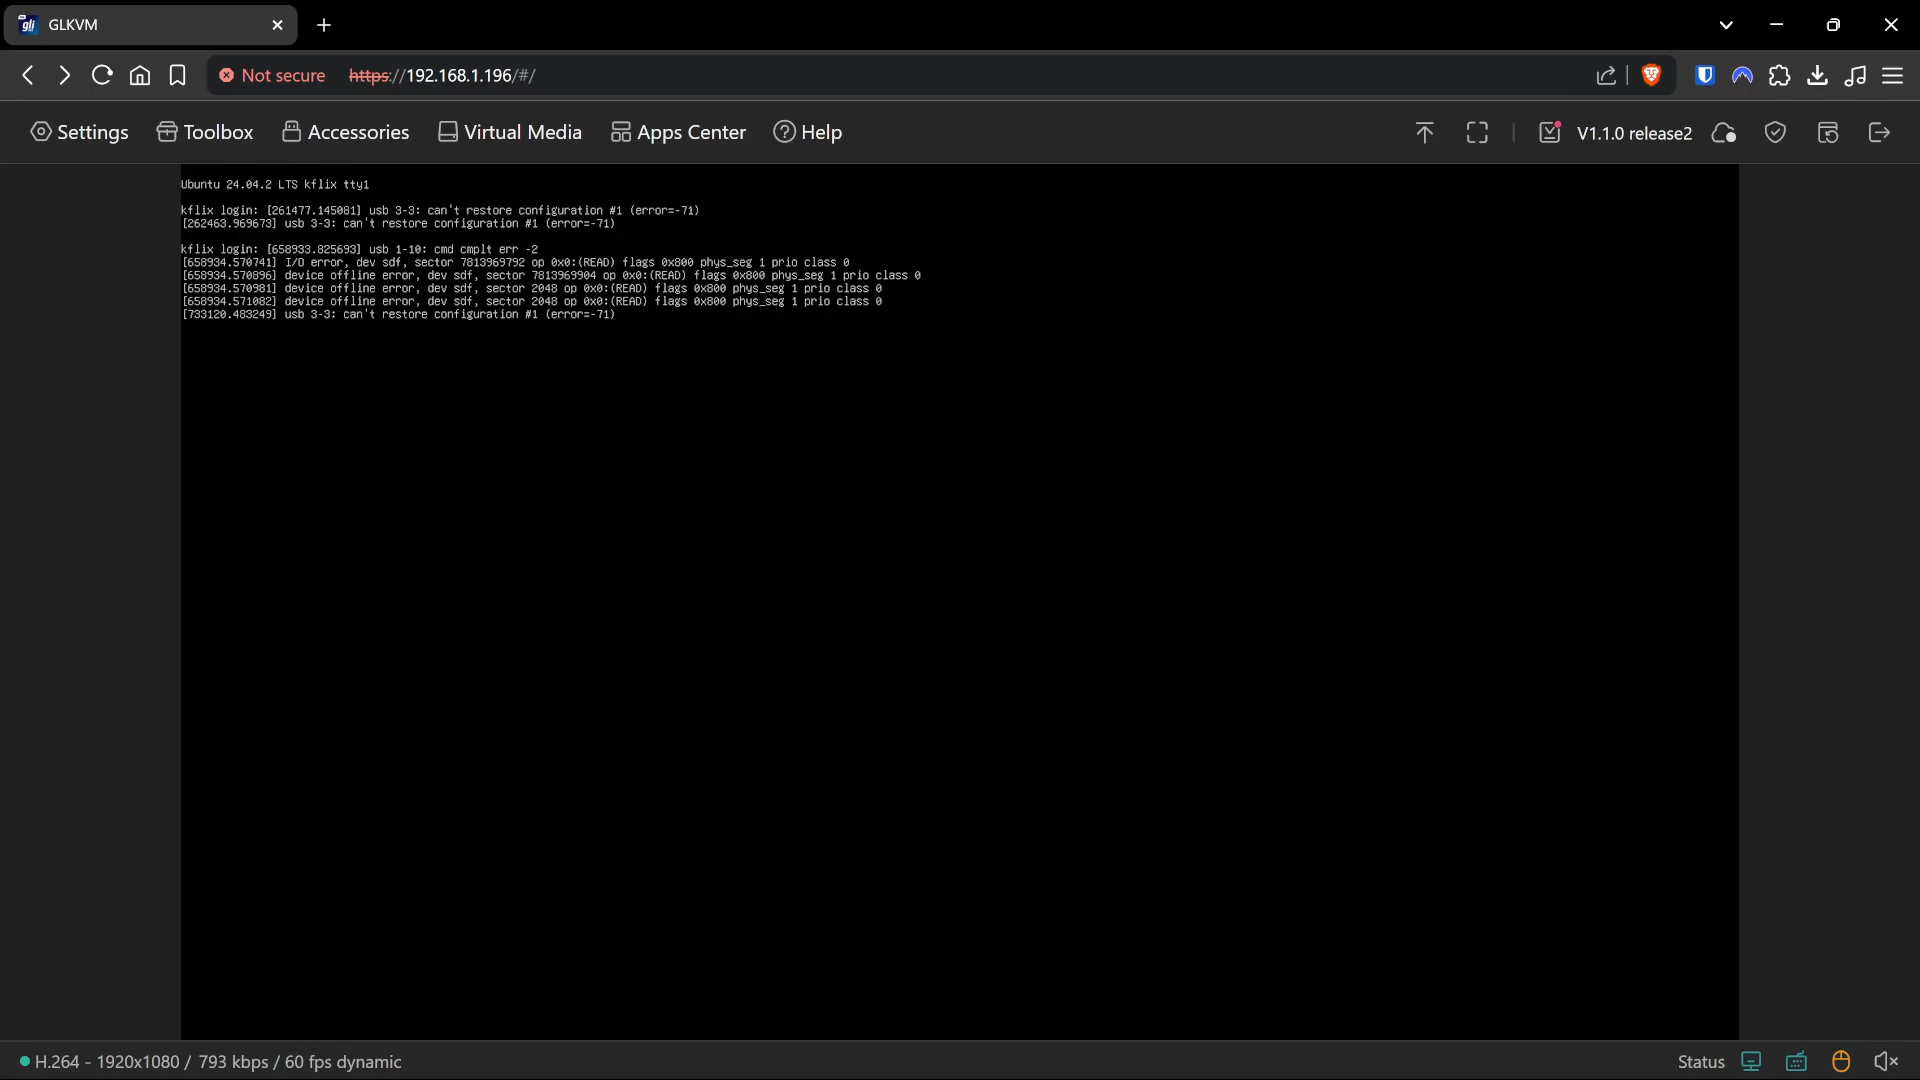 GLKVM
Not secure https://192.168.1.196/#/
Settings Toolbox Accessories Virtual Media Apps Center Help V1.1.0 release2
Ubuntu 24.04.2 LTS kflix tty1
kflix login: [261477.145081] usb 3-3: can't restore configuration #1 (error=-71)
[262463.969673] usb 3-3: can't restore configuration #1 (error=-71)
kflix login: [658933.825693] usb 1-10: cmd cmplt err -2
[658934.570741] I/O error, dev sdf, sector 7813969792 op 0x0:(READ) flags 0x800 phys_seg 1 prio class 0
[658934.570896] device offline error, dev sdf, sector 7813969904 op 0x0:(READ) flags 0x800 phys_seg 1 prio class 0
[658934.570981] device offline error, dev sdf, sector 2048 op 0x0:(READ) flags 0x800 phys_seg 1 prio class 0
[658934.571082] device offline error, dev sdf, sector 2048 op 0x0:(READ) flags 0x800 phys_seg 1 prio class 0
[733120.483249] usb 3-3: can't restore configuration #1 (error=-71)
H.264 - 1920x1080 / 793 kbps / 60 fps dynamic Status